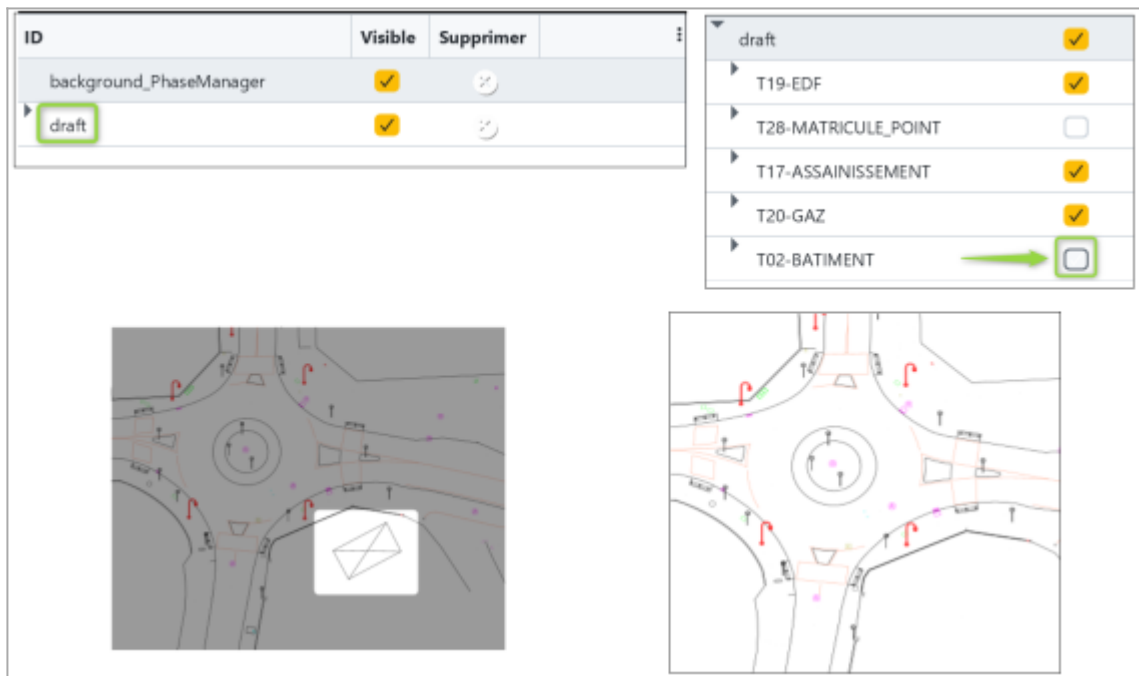 ID Visible Supprimer
background_PhaseManager
draft
draft
T19-EDF
T28-MATRICULE_POINT
T17-ASSAINISSEMENT
T20-GAZ
T02-BATIMENT